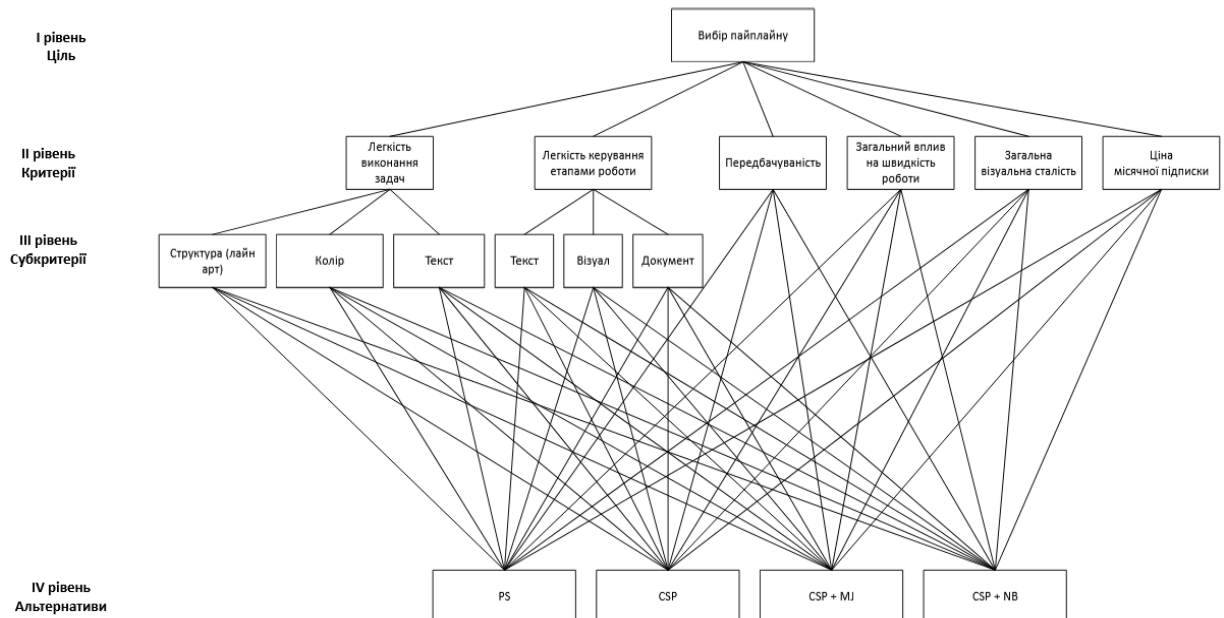 I рівень
Ціль
Вибір пайплайну
II рівень
Критерії
Легкість
виконання
задач
Легкість керування
етапами роботи
Передбачуваність
Загальний вплив
на швидкість
роботи
Загальна
візуальна сталість
Ціна
місячної підписки
III рівень
Субкритерії
Структура (лайн
арт)
Колір
Текст
Текст
Візуал
Документ
IV рівень
Альтернативи
PS
CSP
CSP + MJ
CSP + NB